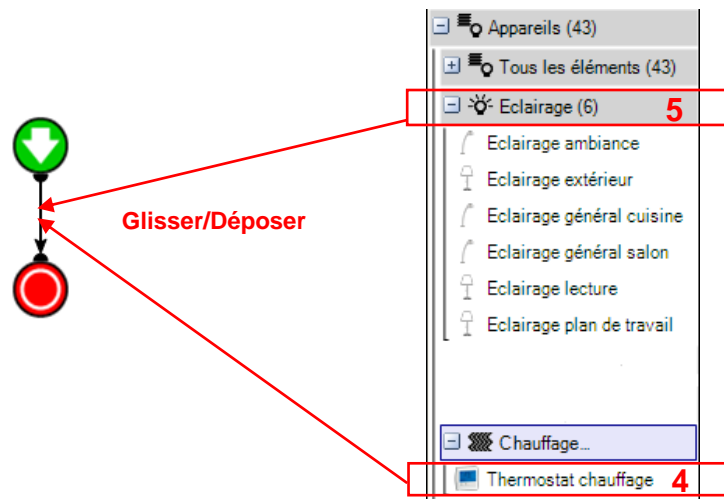 Appareils (43)
Tous les éléments (43)
Eclairage (6) 5
Eclairage ambiance
Eclairage extérieur
Glisser/Déposer
Eclairage général cuisine
Eclairage général salon
Eclairage lecture
Eclairage plan de travail
Chauffage...
Thermostat chauffage 4